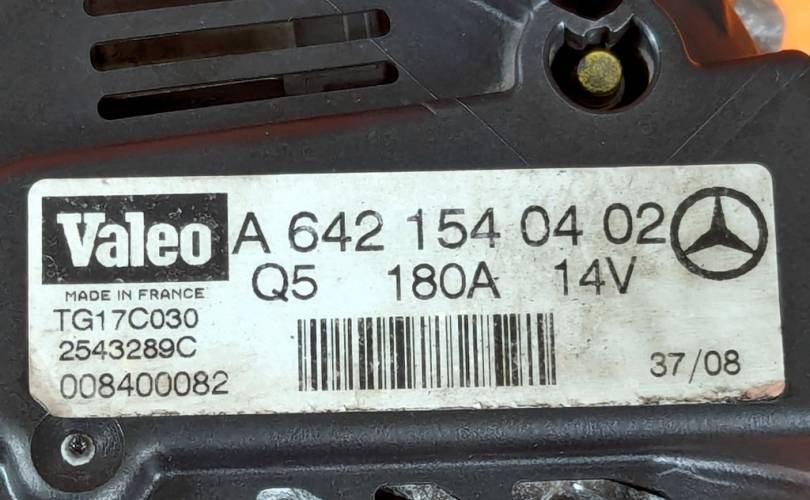 Valeo A 642 154 04 02
Q5 180A 14V
MADE IN FRANCE
TG17C030
2543289C
008400082
37/08